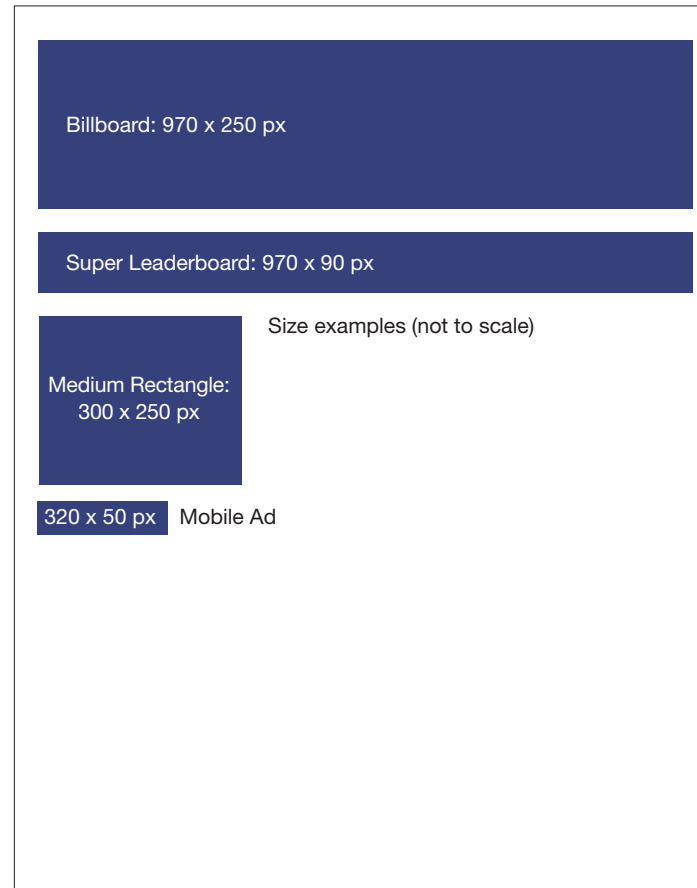 Billboard: 970 x 250 px
Super Leaderboard: 970 x 90 px
Size examples (not to scale)
Medium Rectangle:
300 x 250 px
320 x 50 px Mobile Ad